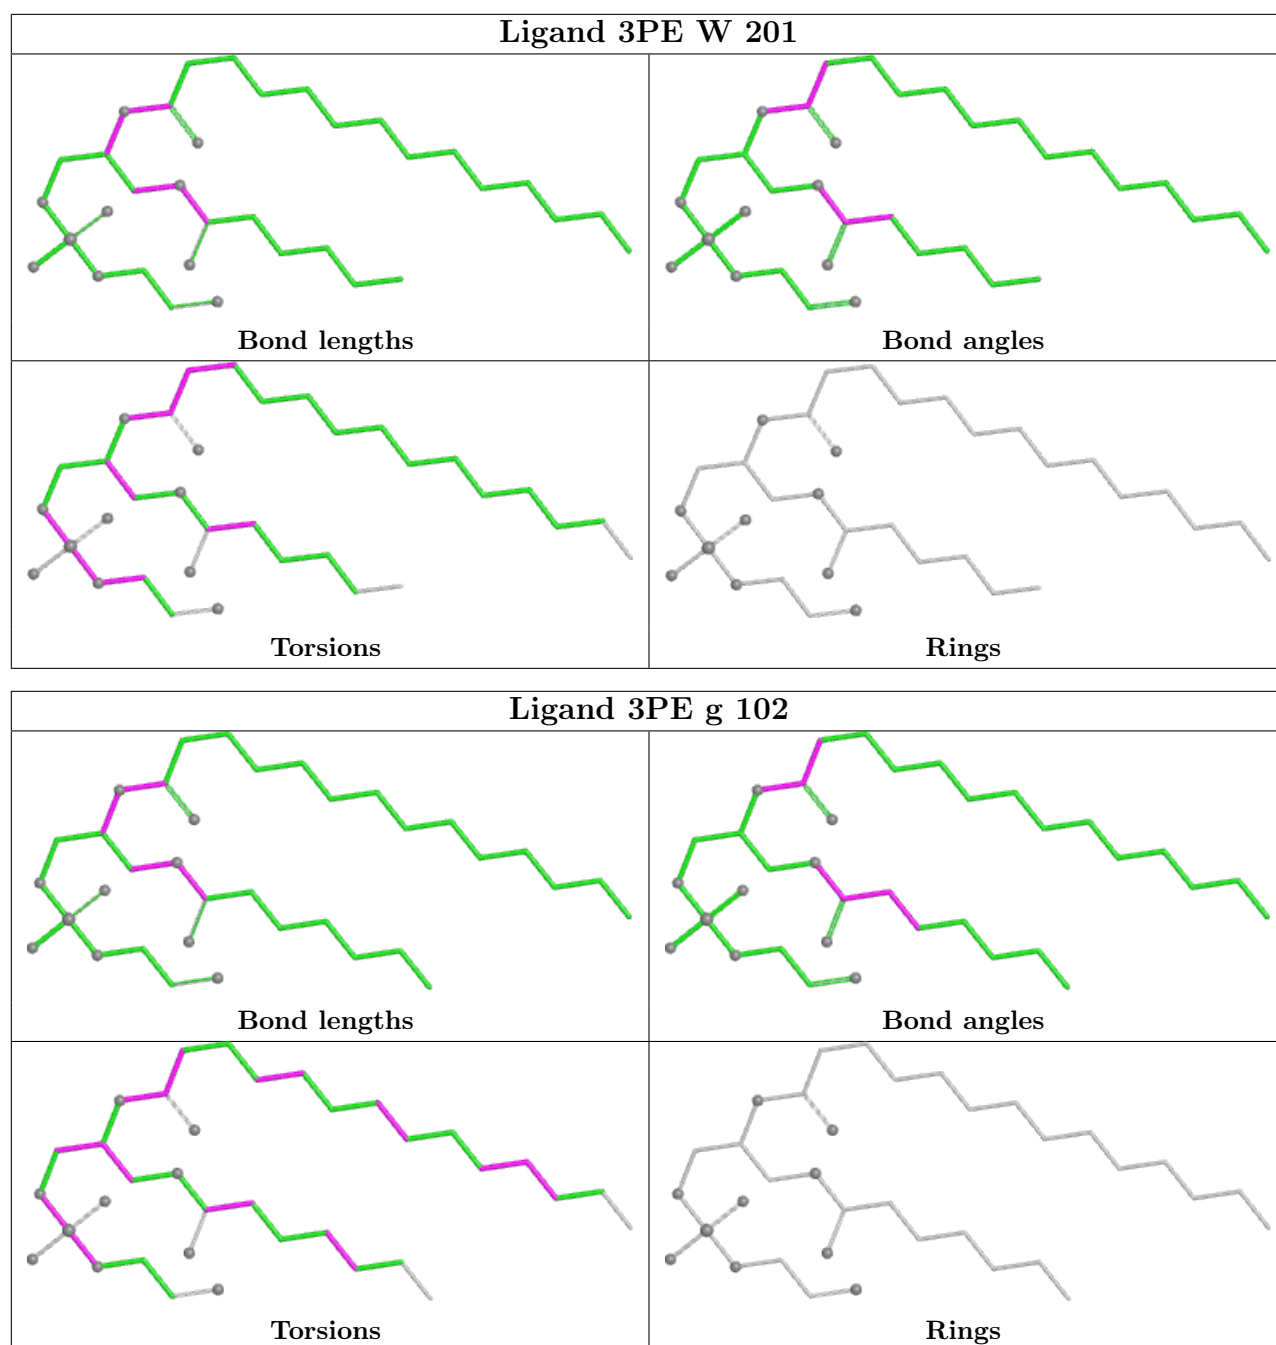 Ligand 3PE W 201
Bond lengths
Bond angles
Torsions
Rings
Ligand 3PE g 102
Bond lengths
Bond angles
Torsions
Rings